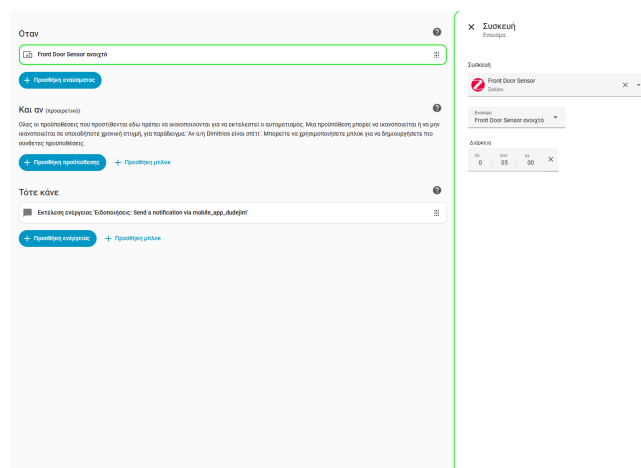 Οταν
Front Door Sensor ανοιχτό
+ Προσθήκη εναύσματος
Και αν (προαιρετικό)
Όλες οι προϋποθέσεις που προστίθενται εδώ πρέπει να ικανοποιούνται για να εκτελεστεί ο αυτοματισμός. Μια προϋπόθεση μπορεί να ικανοποιείται ή να μην
ικανοποιείται σε οποιαδήποτε χρονική στιγμή, για παράδειγμα: 'Αν ο/η Dimitrios είναι σπίτι'. Μπορείτε να χρησιμοποιήσετε μπλοκ για να δημιουργήσετε πιο
σύνθετες προϋποθέσεις.
+ Προσθήκη προϋπόθεσης + Προσθήκη μπλοκ
Τότε κάνε
Εκτέλεση ενέργειας 'Ειδοποιήσεις: Send a notification via mobile_app_dudejim'
+ Προσθήκη ενέργειας + Προσθήκη μπλοκ
Συσκευή
Έναυσμα
Συσκευή
Front Door Sensor
Σαλόνι
Έναυσμα
Front Door Sensor ανοιχτό
Διάρκεια
mm
0 : 05 : 00